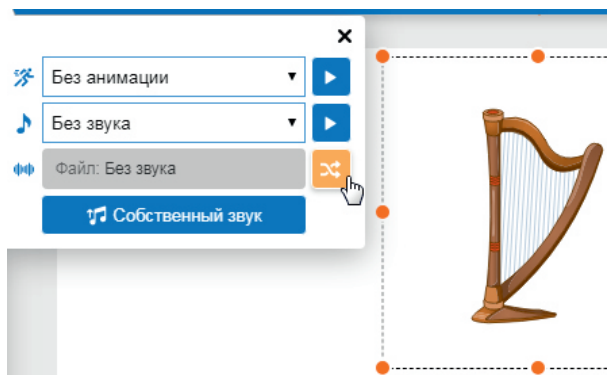 Без анимации
Без звука
Файл: Без звука
Собственный звук